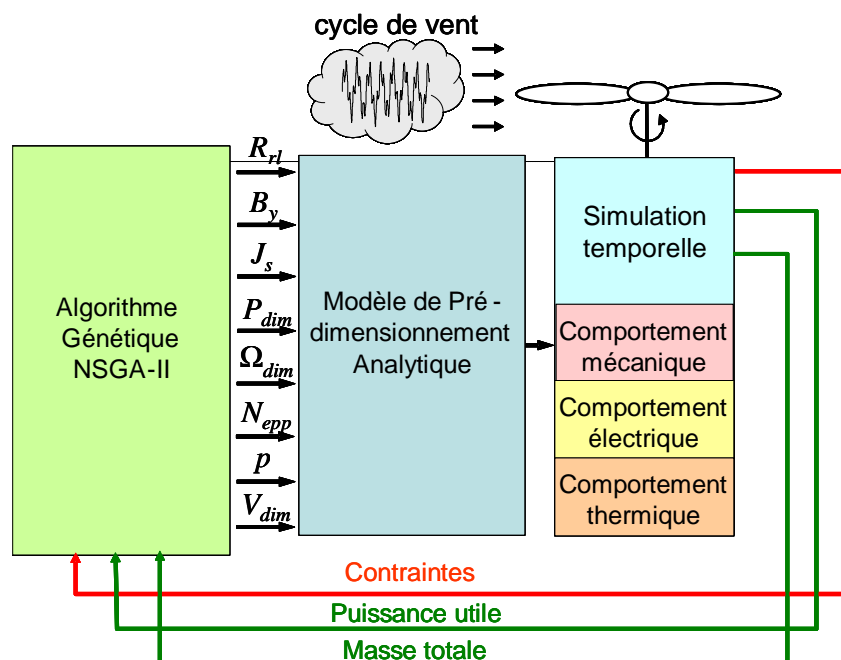 cycle de vent
Algorithme
Génétique
NSGA-II
R_rl
B_y
J_s
P_dim
Ω_dim
N_epp
p
V_dim
Modèle de Pré -
dimensionnement
Analytique
Simulation
temporelle
Comportement
mécanique
Comportement
électrique
Comportement
thermique
Contraintes
Puissance utile
Masse totale